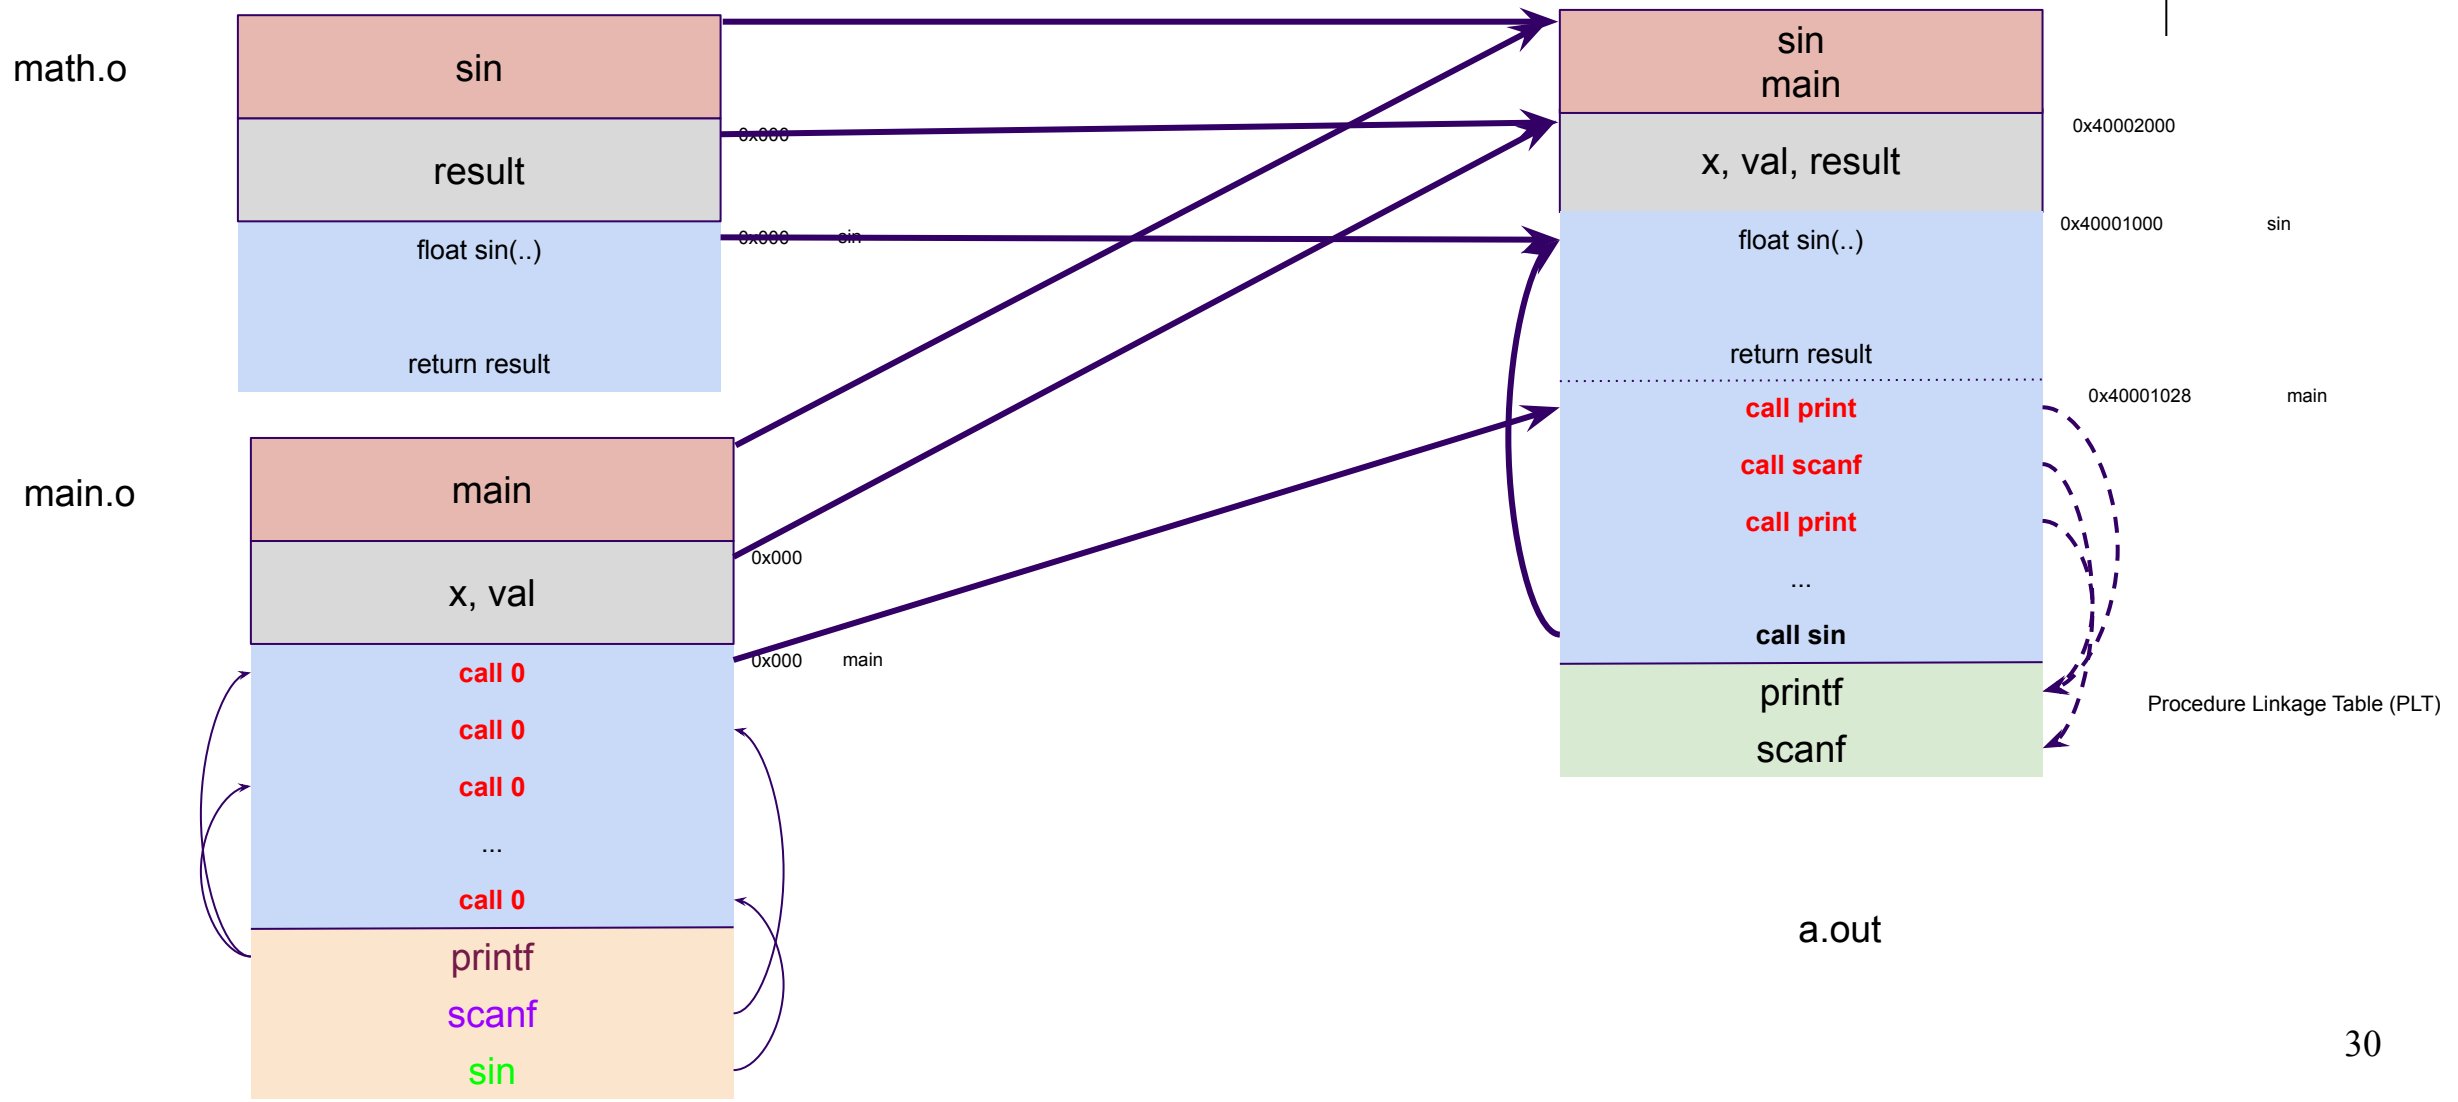 math.o
sin
0x000
result
0x000 sin
float sin(..)
return result
main.o
main
0x000
x, val
0x000 main
call 0
call 0
call 0
...
call 0
printf
scanf
sin
sin
main
0x40002000
x, val, result
0x40001000 sin
float sin(..)
return result
0x40001028 main
call print
call scanf
call print
...
call sin
printf
Procedure Linkage Table (PLT)
scanf
a.out
30